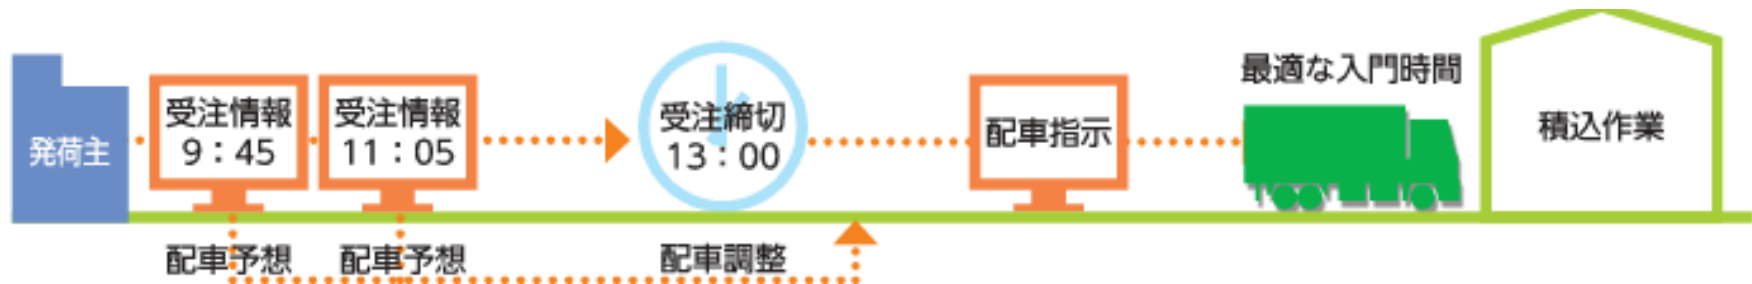 発荷主
受注情報
9：45
受注情報
11：05
受注締切
13：00
配車指示
最適な入門時間
積込作業
配車予想
配車予想
配車調整